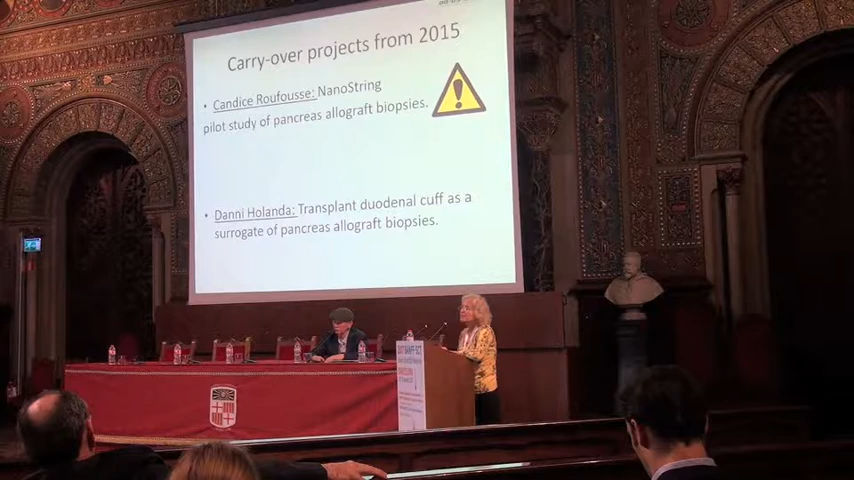 Carry-over projects from 2015
• Candice Roufousse: NanoString
pilot study of pancreas allograft biopsies.
• Danni Holanda: Transplant duodenal cuff as a
surrogate of pancreas allograft biopsies.